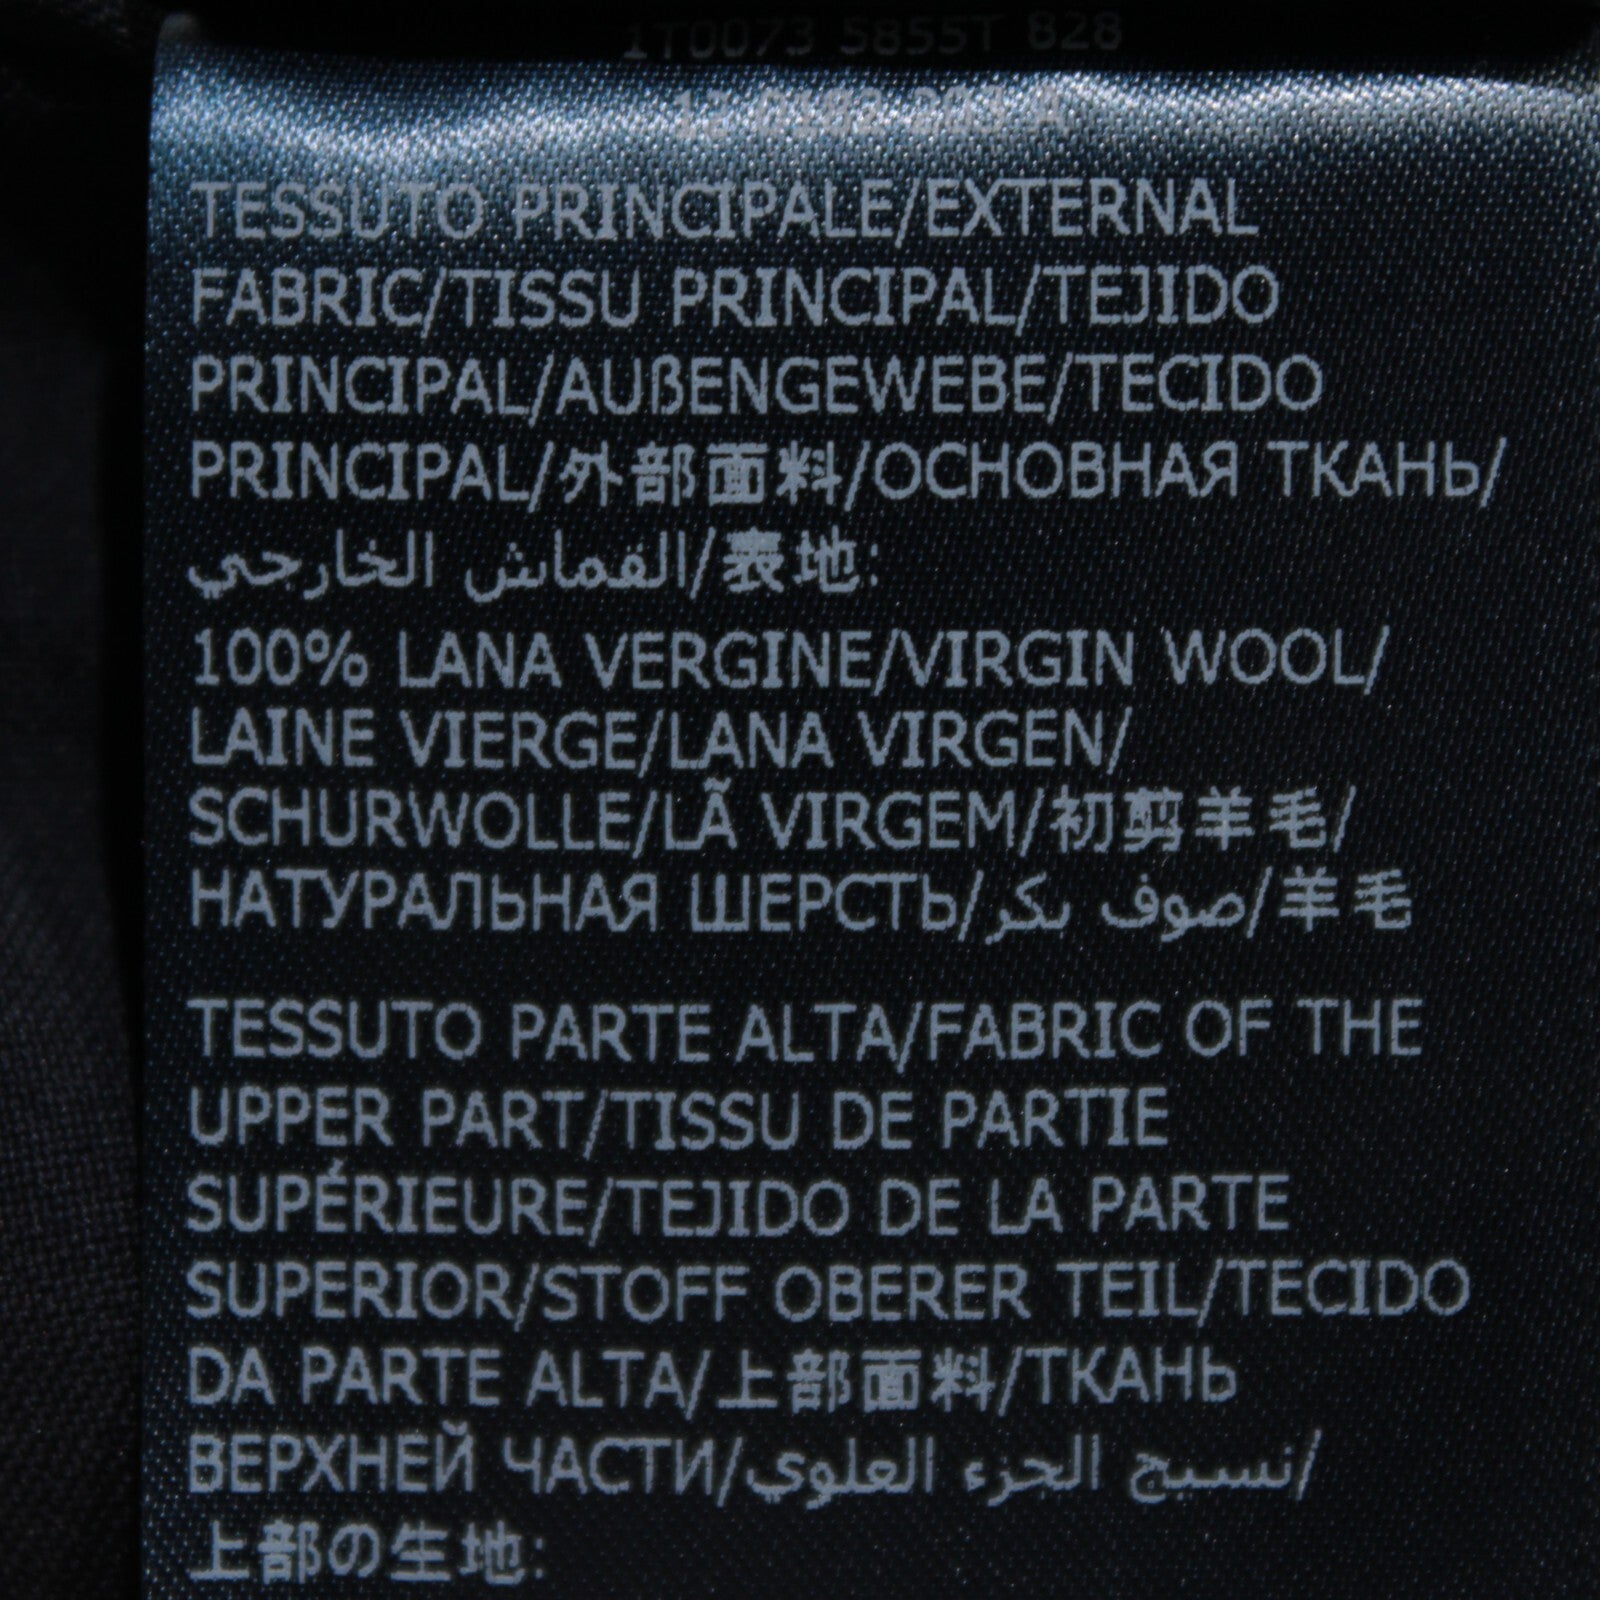 1T0073 5855T 828
TESSUTO PRINCIPALE/EXTERNAL
FABRIC/TISSU PRINCIPAL/TEJIDO
PRINCIPAL/AUßENGEWEBE/TECIDO
PRINCIPAL/外部面料/ОСНОВНАЯ ТКАНЬ/
القماش الخارجي/表地:
100% LANA VERGINE/VIRGIN WOOL/
LAINE VIERGE/LANA VIRGEN/
SCHURWOLLE/LÃ VIRGEM/初剪羊毛/
НАТУРАЛЬНАЯ ШЕРСТЬ/صوف بكر/羊毛
TESSUTO PARTE ALTA/FABRIC OF THE
UPPER PART/TISSU DE PARTIE
SUPÉRIEURE/TEJIDO DE LA PARTE
SUPERIOR/STOFF OBERER TEIL/TECIDO
DA PARTE ALTA/上部面料/ТКАНЬ
ВЕРХНЕЙ ЧАСТИ/نسيج الجزء العلوي/
上部の生地: